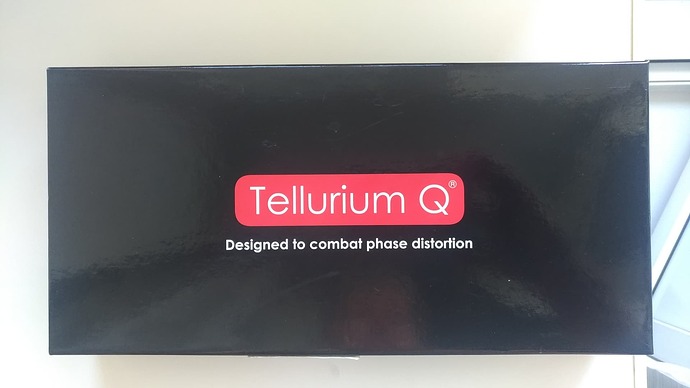 Tellurium Q®
Designed to combat phase distortion